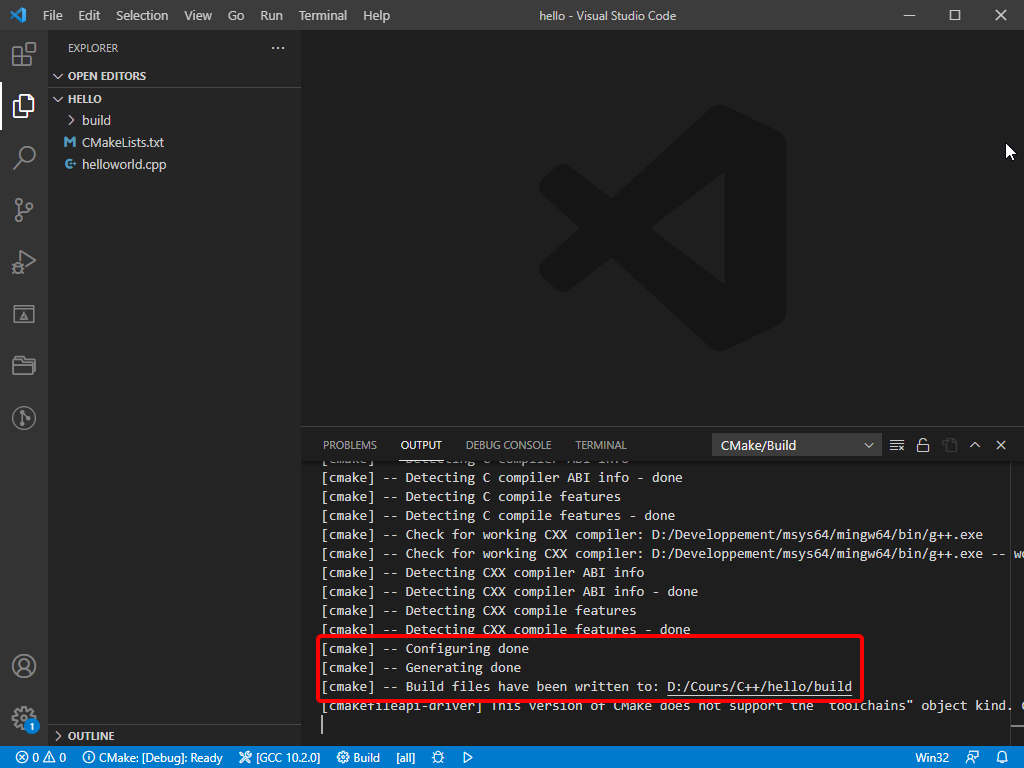 File Edit Selection View Go Run Terminal Help
hello - Visual Studio Code
EXPLORER
OPEN EDITORS
HELLO
build
CMakeLists.txt
helloworld.cpp
PROBLEMS OUTPUT DEBUG CONSOLE TERMINAL
CMake/Build
[cmake] -- Detecting C compiler ABI info
[cmake] -- Detecting C compiler ABI info - done
[cmake] -- Detecting C compile features
[cmake] -- Detecting C compile features - done
[cmake] -- Check for working CXX compiler: D:/Developpement/msys64/mingw64/bin/g++.exe
[cmake] -- Check for working CXX compiler: D:/Developpement/msys64/mingw64/bin/g++.exe --
[cmake] -- Detecting CXX compiler ABI info
[cmake] -- Detecting CXX compiler ABI info - done
[cmake] -- Detecting CXX compile features
[cmake] -- Detecting CXX compile features - done
[cmake] -- Configuring done
[cmake] -- Generating done
[cmake] -- Build files have been written to: D:/Cours/C++/hello/build
[cmakefileapi-driver] This version of CMake does not support the "toolchains" object kind.
1
OUTLINE
0 0 CMake: [Debug]: Ready [GCC 10.2.0] Build [all] Win32